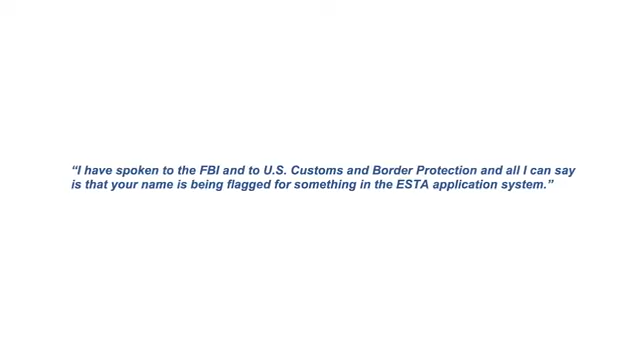 “I have spoken to the FBI and to U.S. Customs and Border Protection and all I can say
is that your name is being flagged for something in the ESTA application system.”